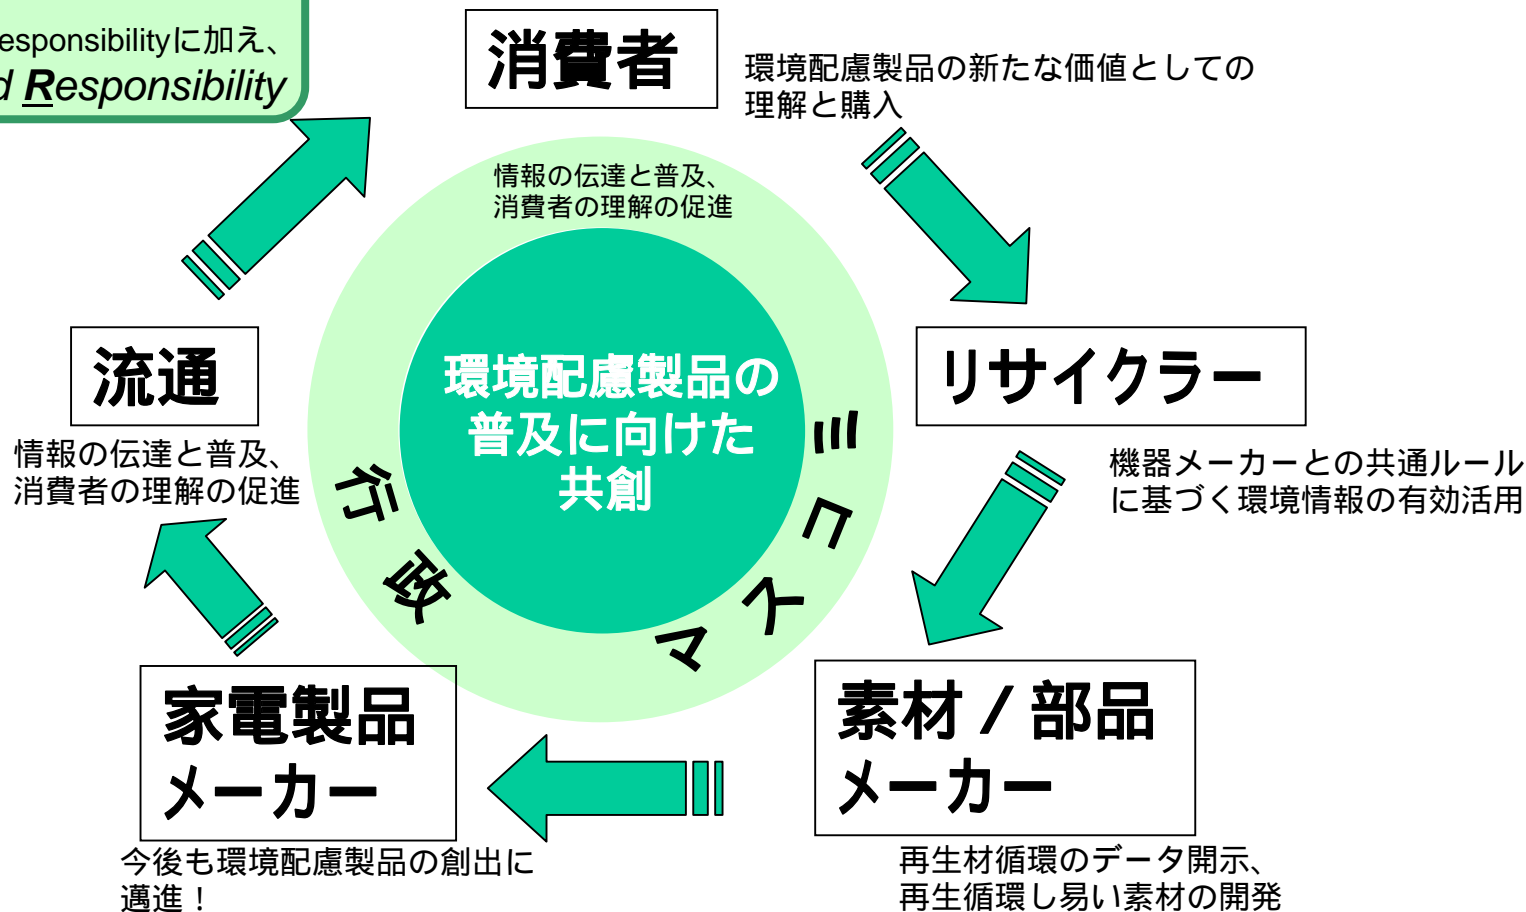 esponsibilityに加え、
d Responsibility
消費者
環境配慮製品の新たな価値としての
理解と購入
情報の伝達と普及、
消費者の理解の促進
流通
情報の伝達と普及、
消費者の理解の促進
環境配慮製品の
普及に向けた
共創
リサイクラー
機器メーカーとの共通ルール
に基づく環境情報の有効活用
行政
マスコミ
家電製品
メーカー
今後も環境配慮製品の創出に
邁進！
素材／部品
メーカー
再生材循環のデータ開示、
再生循環し易い素材の開発